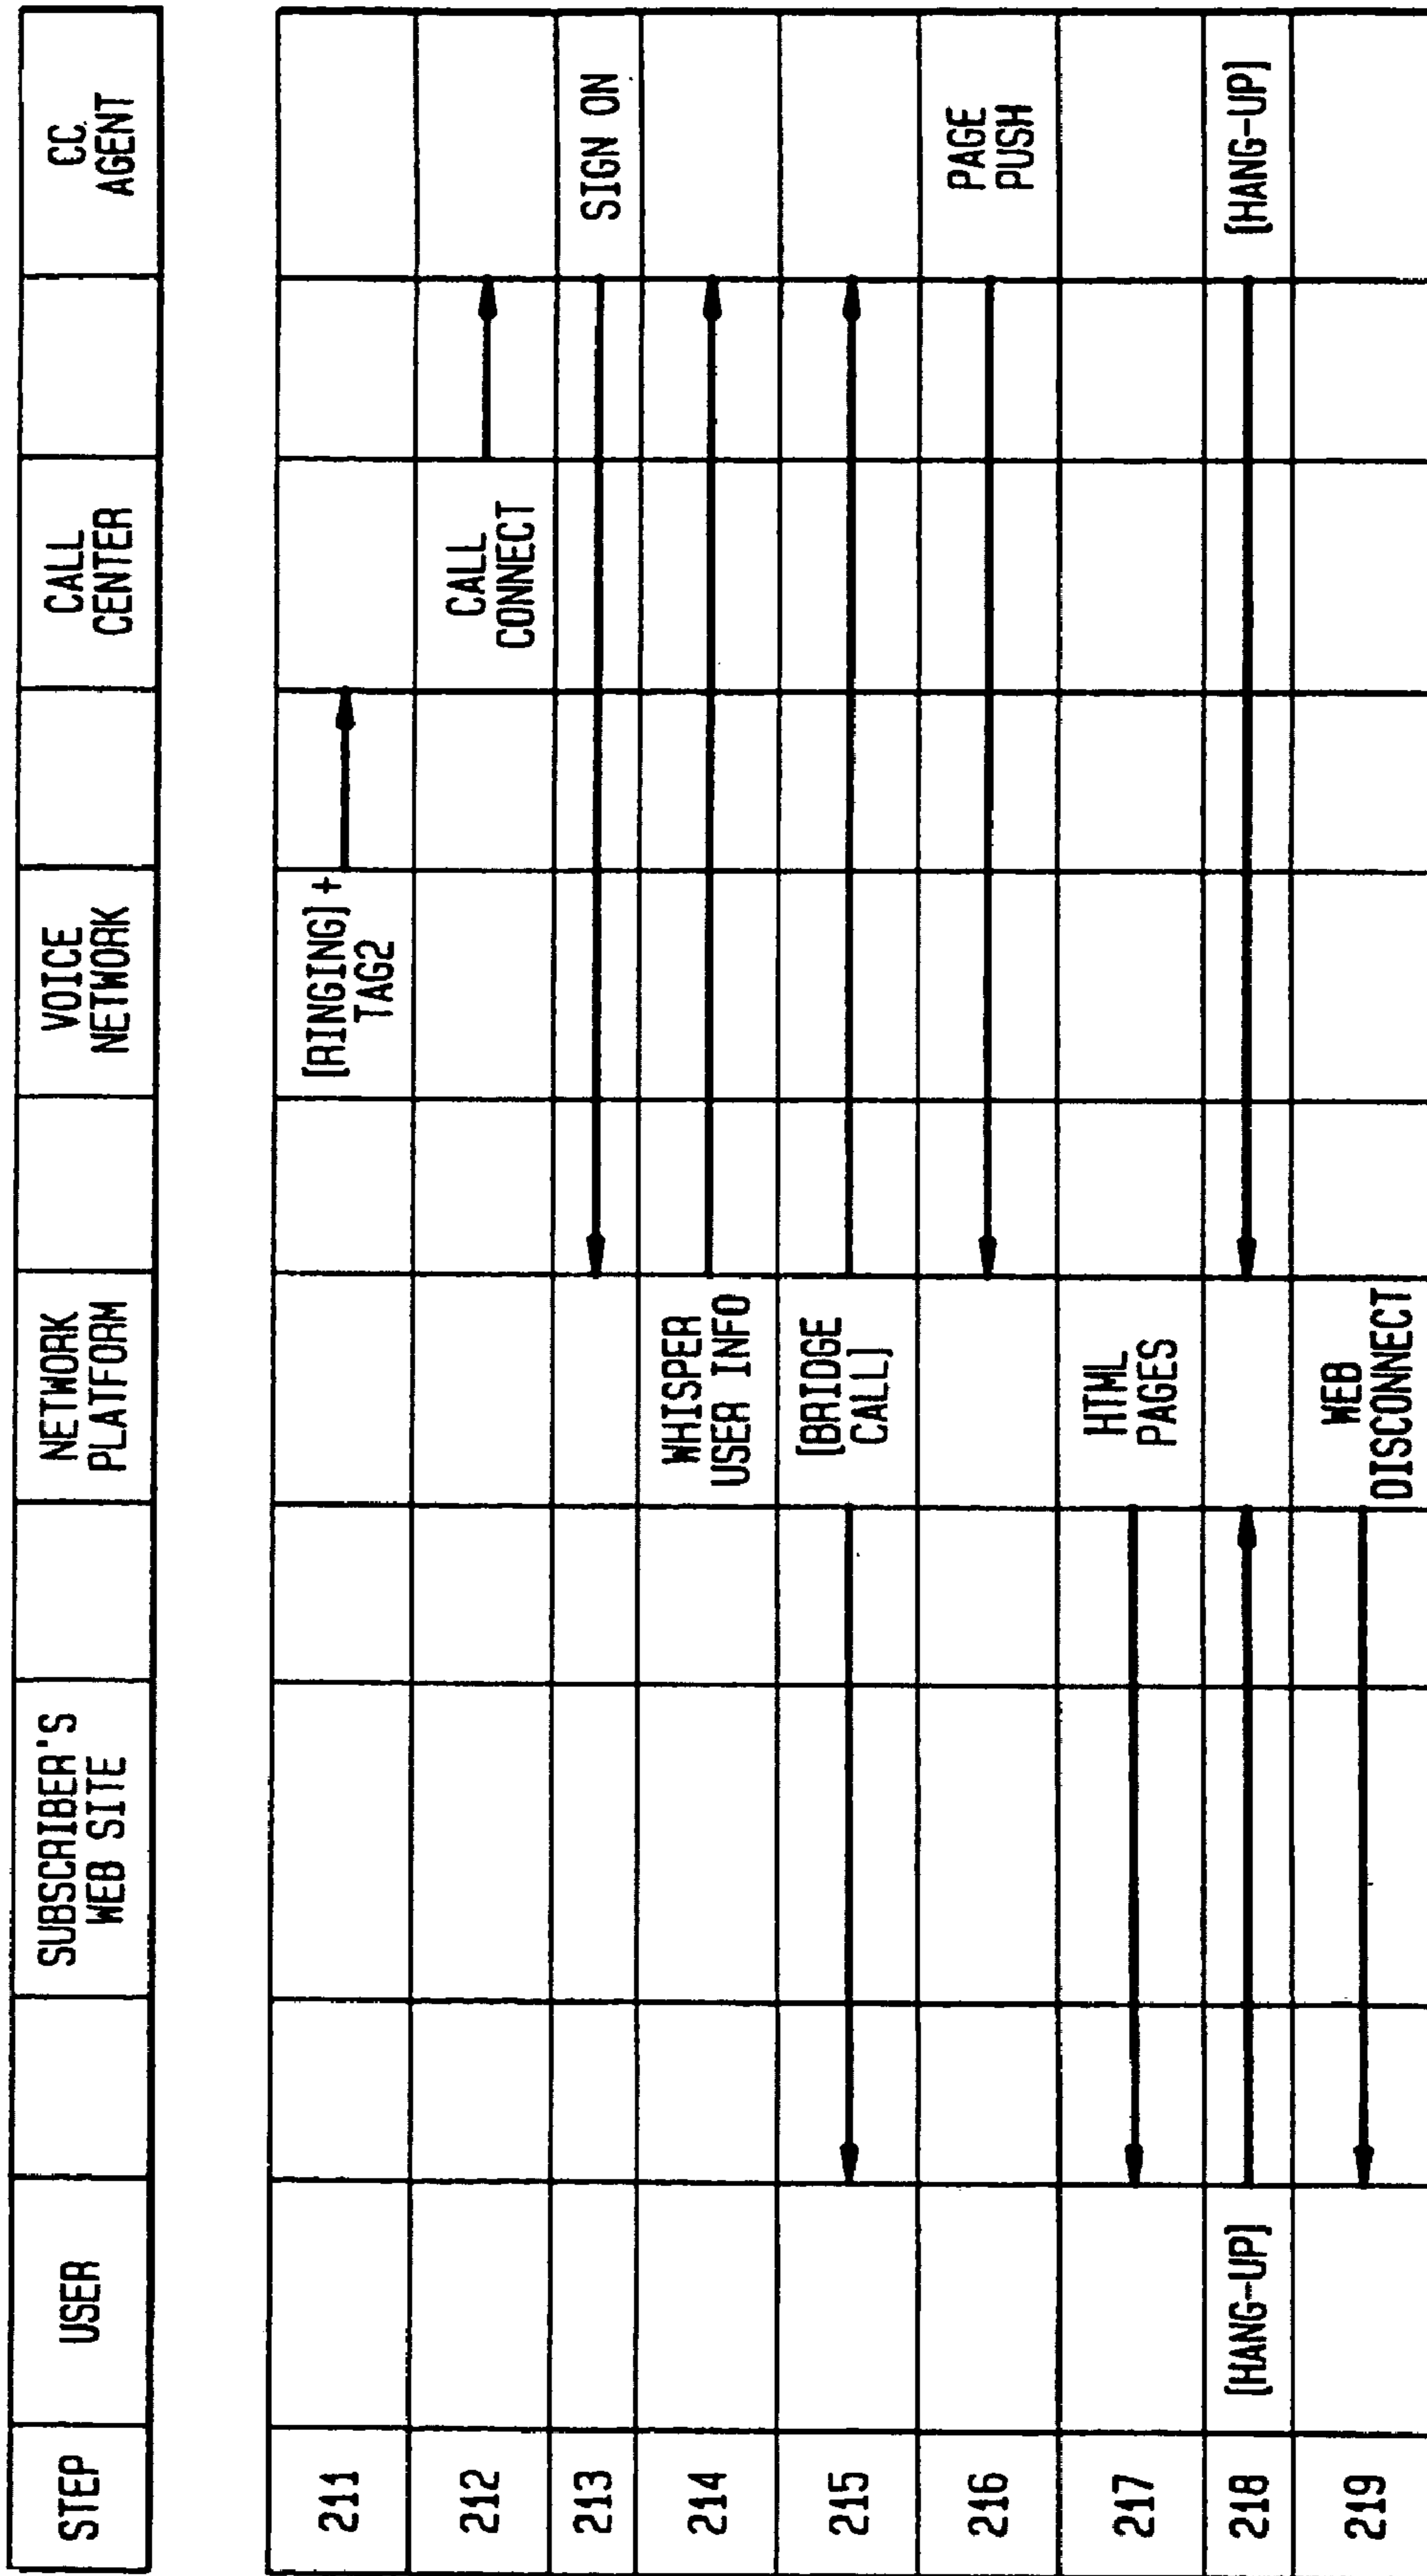 STEP
USER
SUBSCRIBER'S
WEB SITE
NETWORK
PLATFORM
VOICE
NETWORK
CALL
CENTER
CC.
AGENT
211
[RINGING] +
TAG2
212
CALL
CONNECT
213
SIGN ON
214
WHISPER
USER INFO
215
[BRIDGE
CALL]
216
PAGE
PUSH
217
HTML
PAGES
218
[HANG-UP]
[HANG-UP]
219
WEB
DISCONNECT